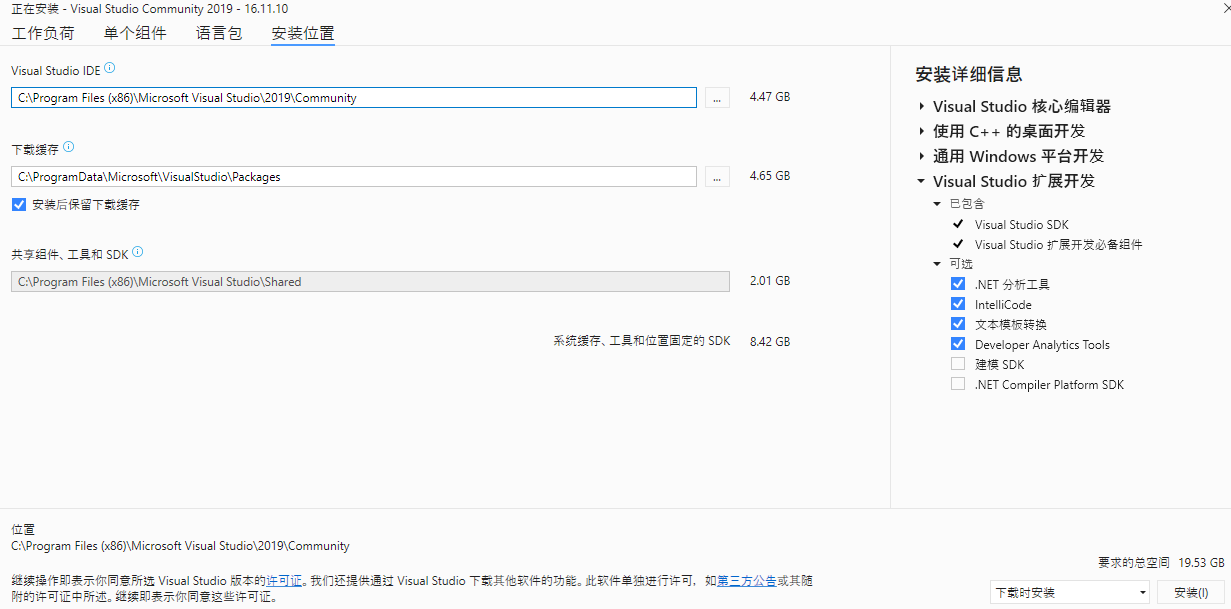 正在安装 - Visual Studio Community 2019 - 16.11.10
工作负荷 单个组件 语言包 安装位置
Visual Studio IDE
C:\Program Files (x86)\Microsoft Visual Studio\2019\Community ... 4.47 GB
下载缓存
C:\ProgramData\Microsoft\VisualStudio\Packages ... 4.65 GB
安装后保留下载缓存
共享组件、工具和 SDK
C:\Program Files (x86)\Microsoft Visual Studio\Shared 2.01 GB
系统缓存、工具和位置固定的 SDK 8.42 GB
安装详细信息
Visual Studio 核心编辑器
使用 C++ 的桌面开发
通用 Windows 平台开发
Visual Studio 扩展开发
已包含
Visual Studio SDK
Visual Studio 扩展开发必备组件
可选
.NET 分析工具
IntelliCode
文本模板转换
Developer Analytics Tools
建模 SDK
.NET Compiler Platform SDK
位置
C:\Program Files (x86)\Microsoft Visual Studio\2019\Community
继续操作即表示你同意所选 Visual Studio 版本的许可证。我们还提供通过 Visual Studio 下载其他软件的功能。此软件单独进行许可，如第三方公告或其随
附的许可证中所述。继续即表示你同意这些许可证。
要求的总空间 19.53 GB
下载时安装 安装(I)